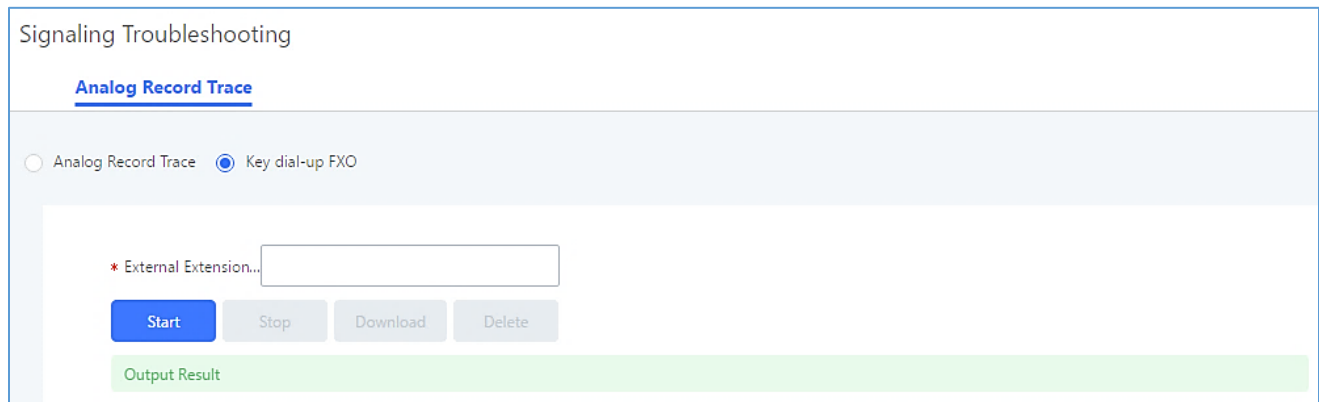 Signaling Troubleshooting
Analog Record Trace
Analog Record Trace Key dial-up FXO
* External Extension...
Start Stop Download Delete
Output Result